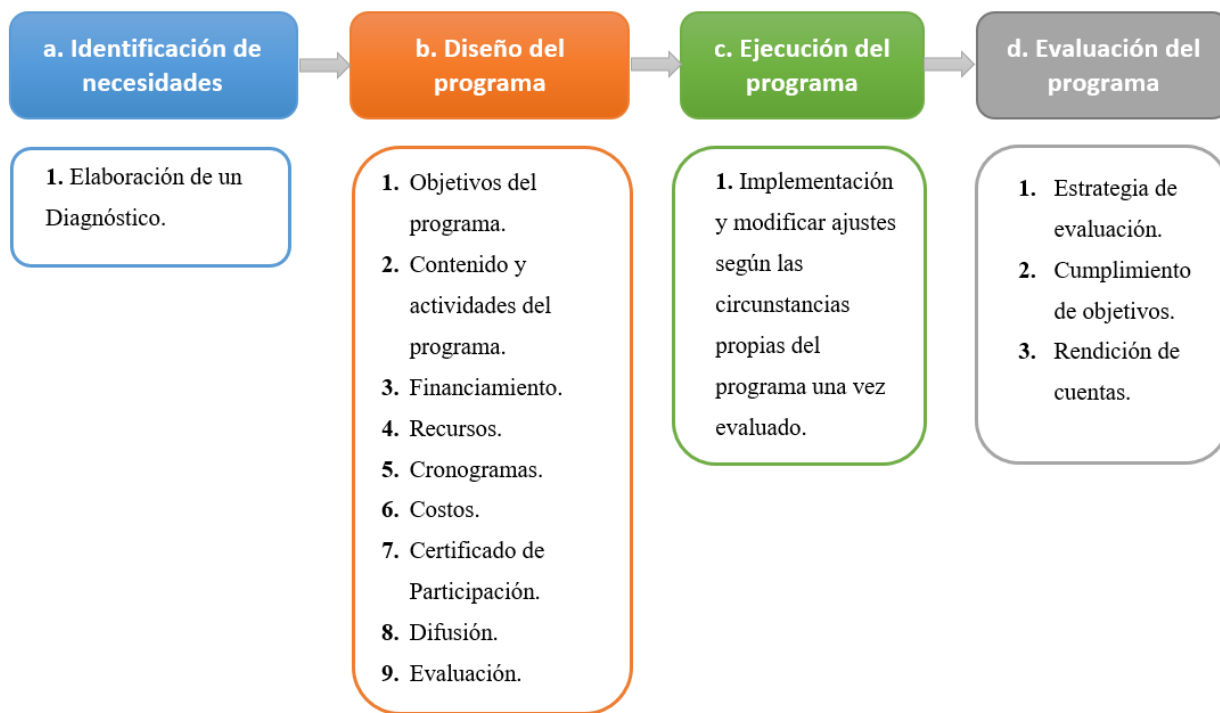 a. Identificación de
necesidades
b. Diseño del
programa
c. Ejecución del
programa
d. Evaluación del
programa
1. Elaboración de un
Diagnóstico.
1. Objetivos del
programa.
2. Contenido y
actividades del
programa.
3. Financiamiento.
4. Recursos.
5. Cronogramas.
6. Costos.
7. Certificado de
Participación.
8. Difusión.
9. Evaluación.
1. Implementación
y modificar ajustes
según las
circunstancias
propias del
programa una vez
evaluado.
1. Estrategia de
evaluación.
2. Cumplimiento
de objetivos.
3. Rendición de
cuentas.